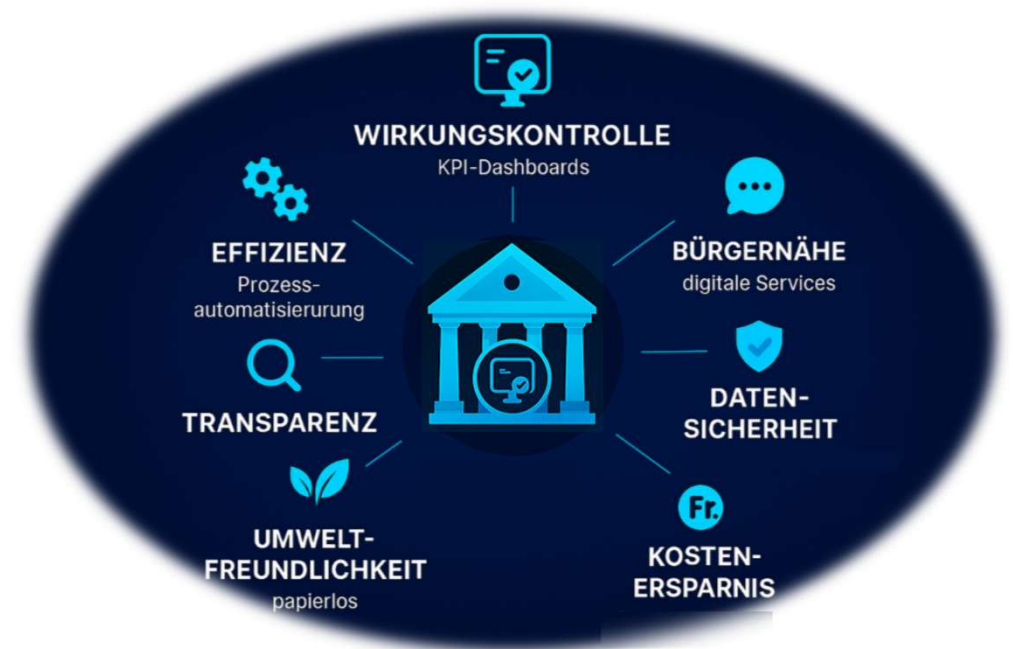 WIRKUNGSKONTROLLE
KPI-Dashboards
EFFIZIENZ
Prozess-
automatisierurung
BÜRGERNÄHE
digitale Services
TRANSPARENZ
DATEN-
SICHERHEIT
UMWELT-
FREUNDLICHKEIT
papierlos
Fr.
KOSTEN-
ERSPARNIS